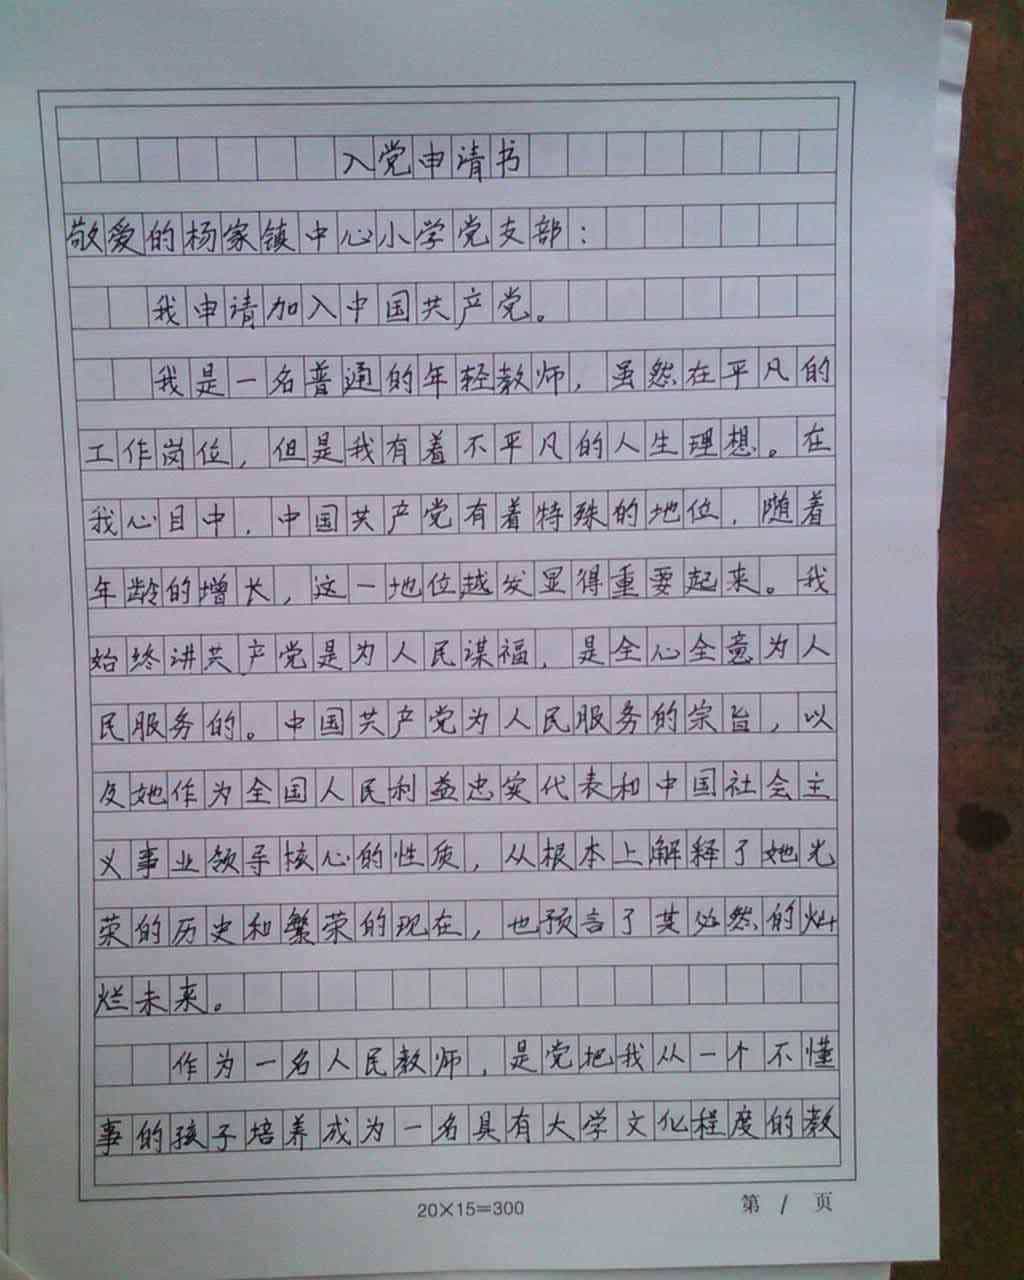 入党申请书
敬爱的杨家镇中心小学党支部：
我申请加入中国共产党。
我是一名普通的年轻教师，虽然在平凡的
工作岗位，但是我有着不平凡的人生理想。在
我心目中，中国共产党有着特殊的地位，随着
年龄的增长，这一地位越发显得重要起来。我
始终讲共产党是为人民谋福，是全心全意为人
民服务的。中国共产党为人民服务的宗旨，以
及她作为全国人民利益忠实代表和中国社会主
义事业领导核心的性质，从根本上解释了她光
荣的历史和繁荣的现在，也预言了其必然的灿
烂未来。
作为一名人民教师，是党把我从一个不懂
事的孩子培养成为一名具有大学文化程度的教
20×15=300
第 1 页